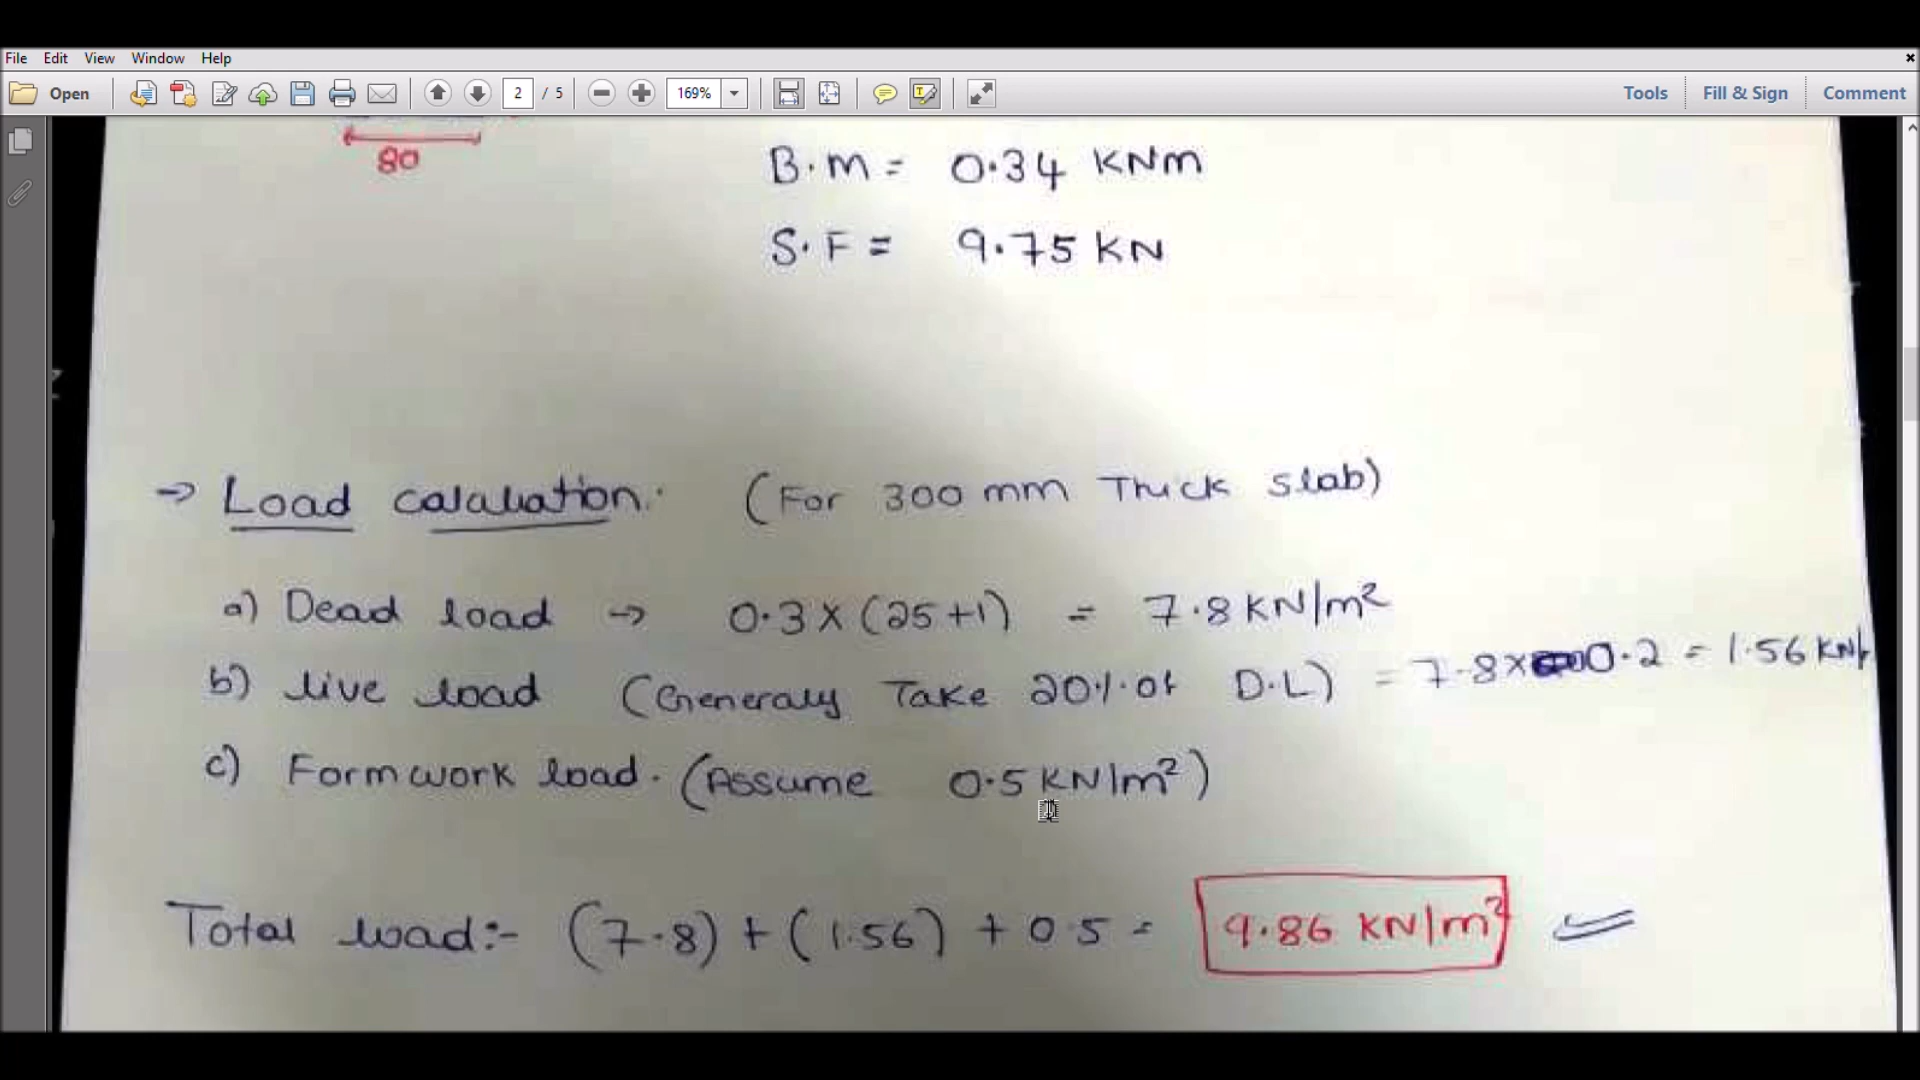 File Edit View Window Help
Open 2 / 5 169% Tools Fill & Sign Comment
80
B.M = 0.34 KNm
S.F = 9.75 KN
→ Load calculation. (For 300 mm Thick slab)
a) Dead load → 0.3 x (25+1) = 7.8 KN/m²
b) live load (Generaly Take 20% of D.L) = 7.8 x 0.2 = 1.56 KN/
c) Formwork load. (Assume 0.5 KN/m²)
Total load:- (7.8) + (1.56) + 0.5 = 9.86 KN/m²